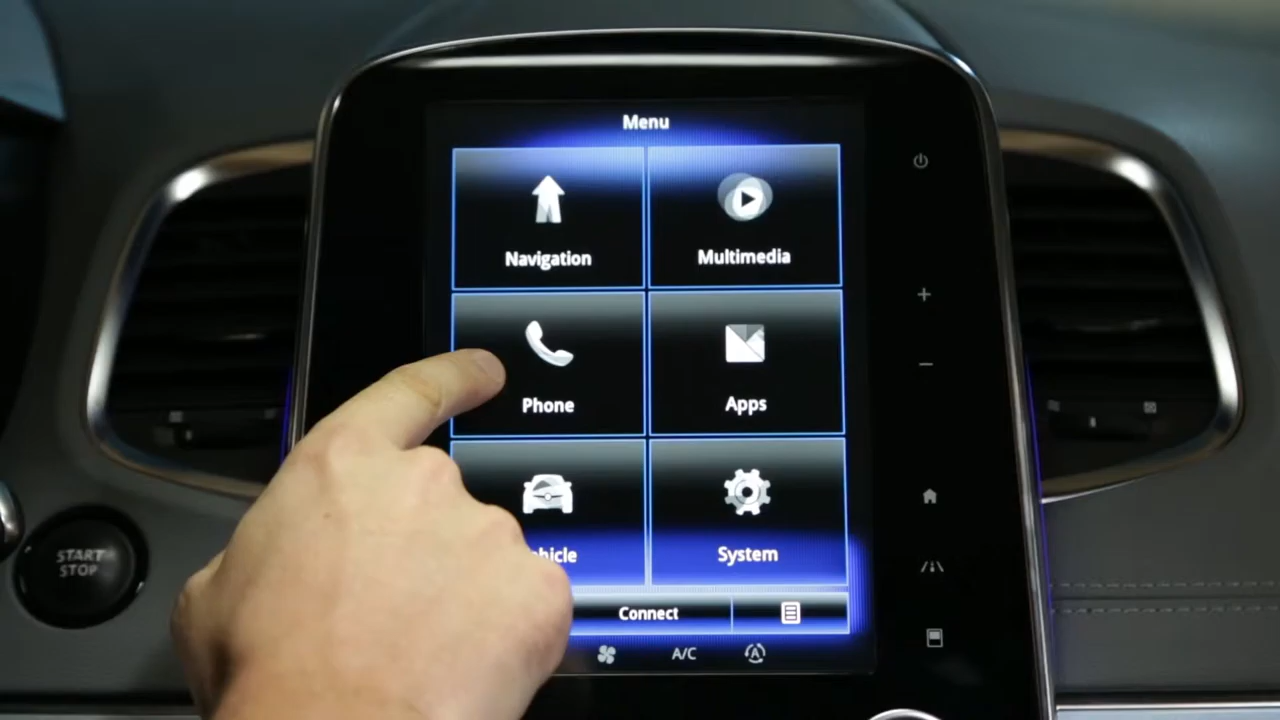 Menu
Navigation
Multimedia
Phone
Apps
System
Connect
A/C
START
STOP